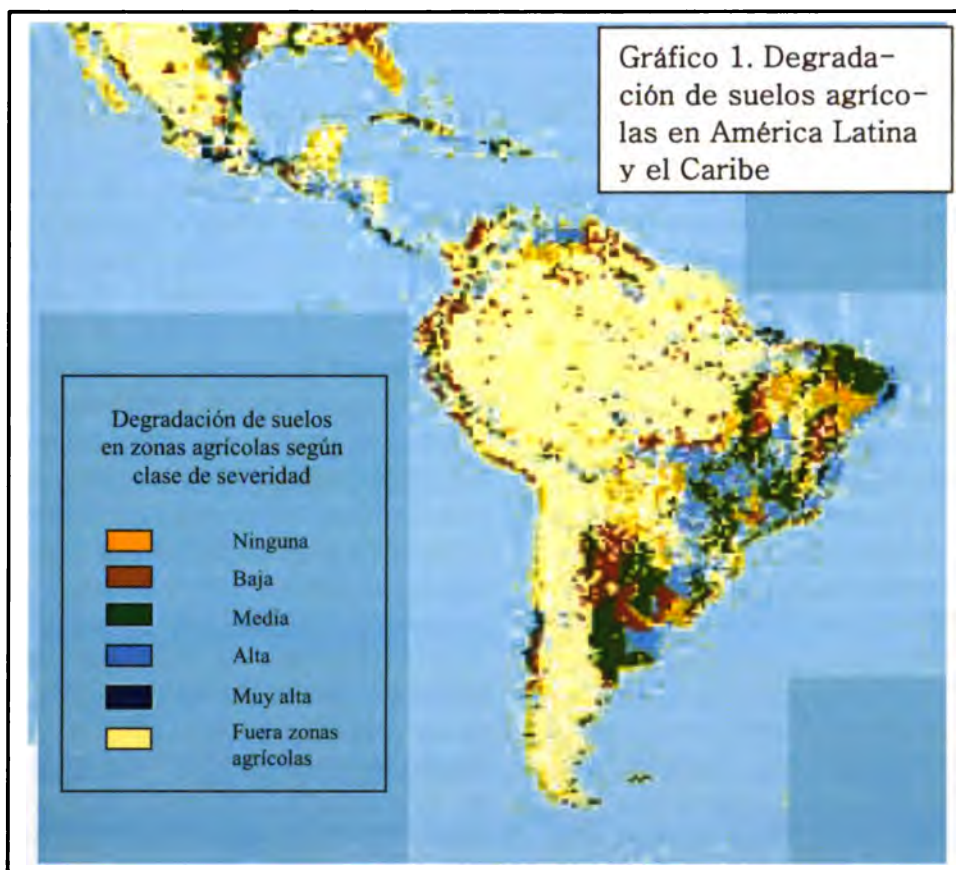 Gráfico 1. Degrada-
ción de suelos agríco-
las en América Latina
y el Caribe
Degradación de suelos
en zonas agrícolas según
clase de severidad
Ninguna
Baja
Media
Alta
Muy alta
Fuera zonas
agrícolas